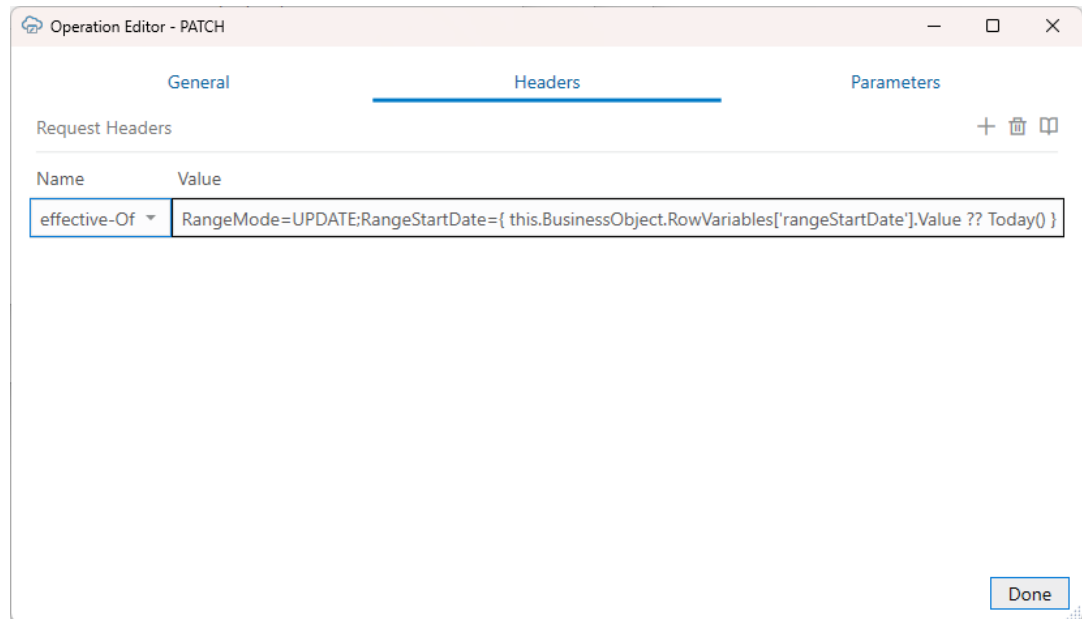 Operation Editor - PATCH
General Headers Parameters
Request Headers
Name Value
effective-Of RangeMode=UPDATE;RangeStartDate={ this.BusinessObject.RowVariables['rangeStartDate'].Value ?? Today() }
Done